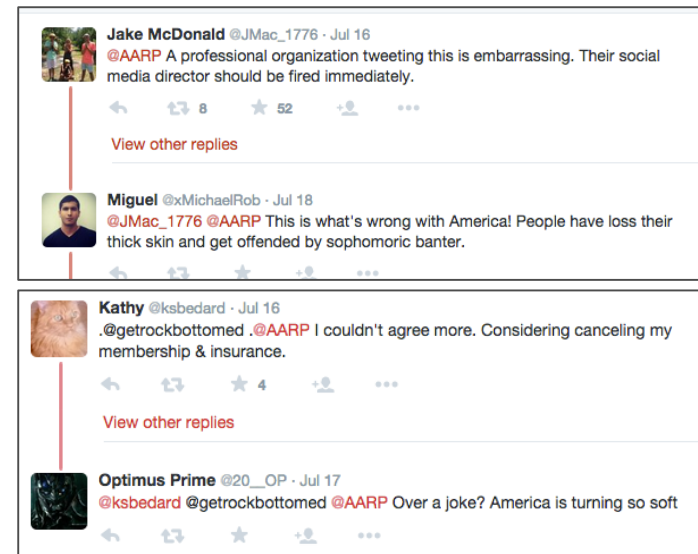 Jake McDonald @JMac_1776 · Jul 16
@AARP A professional organization tweeting this is embarrassing. Their social
media director should be fired immediately.
8 52
View other replies
Miguel @xMichaelRob · Jul 18
@JMac_1776 @AARP This is what's wrong with America! People have loss their
thick skin and get offended by sophomoric banter.
Kathy @ksbedard · Jul 16
.@getrockbottomed .@AARP I couldn't agree more. Considering canceling my
membership & insurance.
4
View other replies
Optimus Prime @20__OP · Jul 17
@ksbedard @getrockbottomed @AARP Over a joke? America is turning so soft